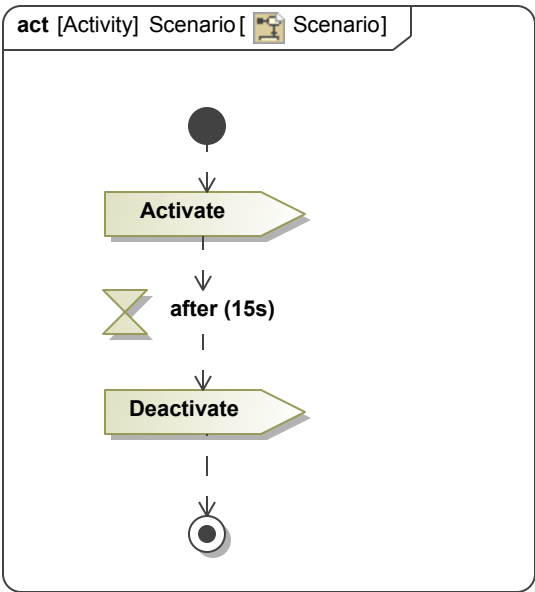 act [Activity] Scenario [ Scenario]
Activate
after (15s)
Deactivate